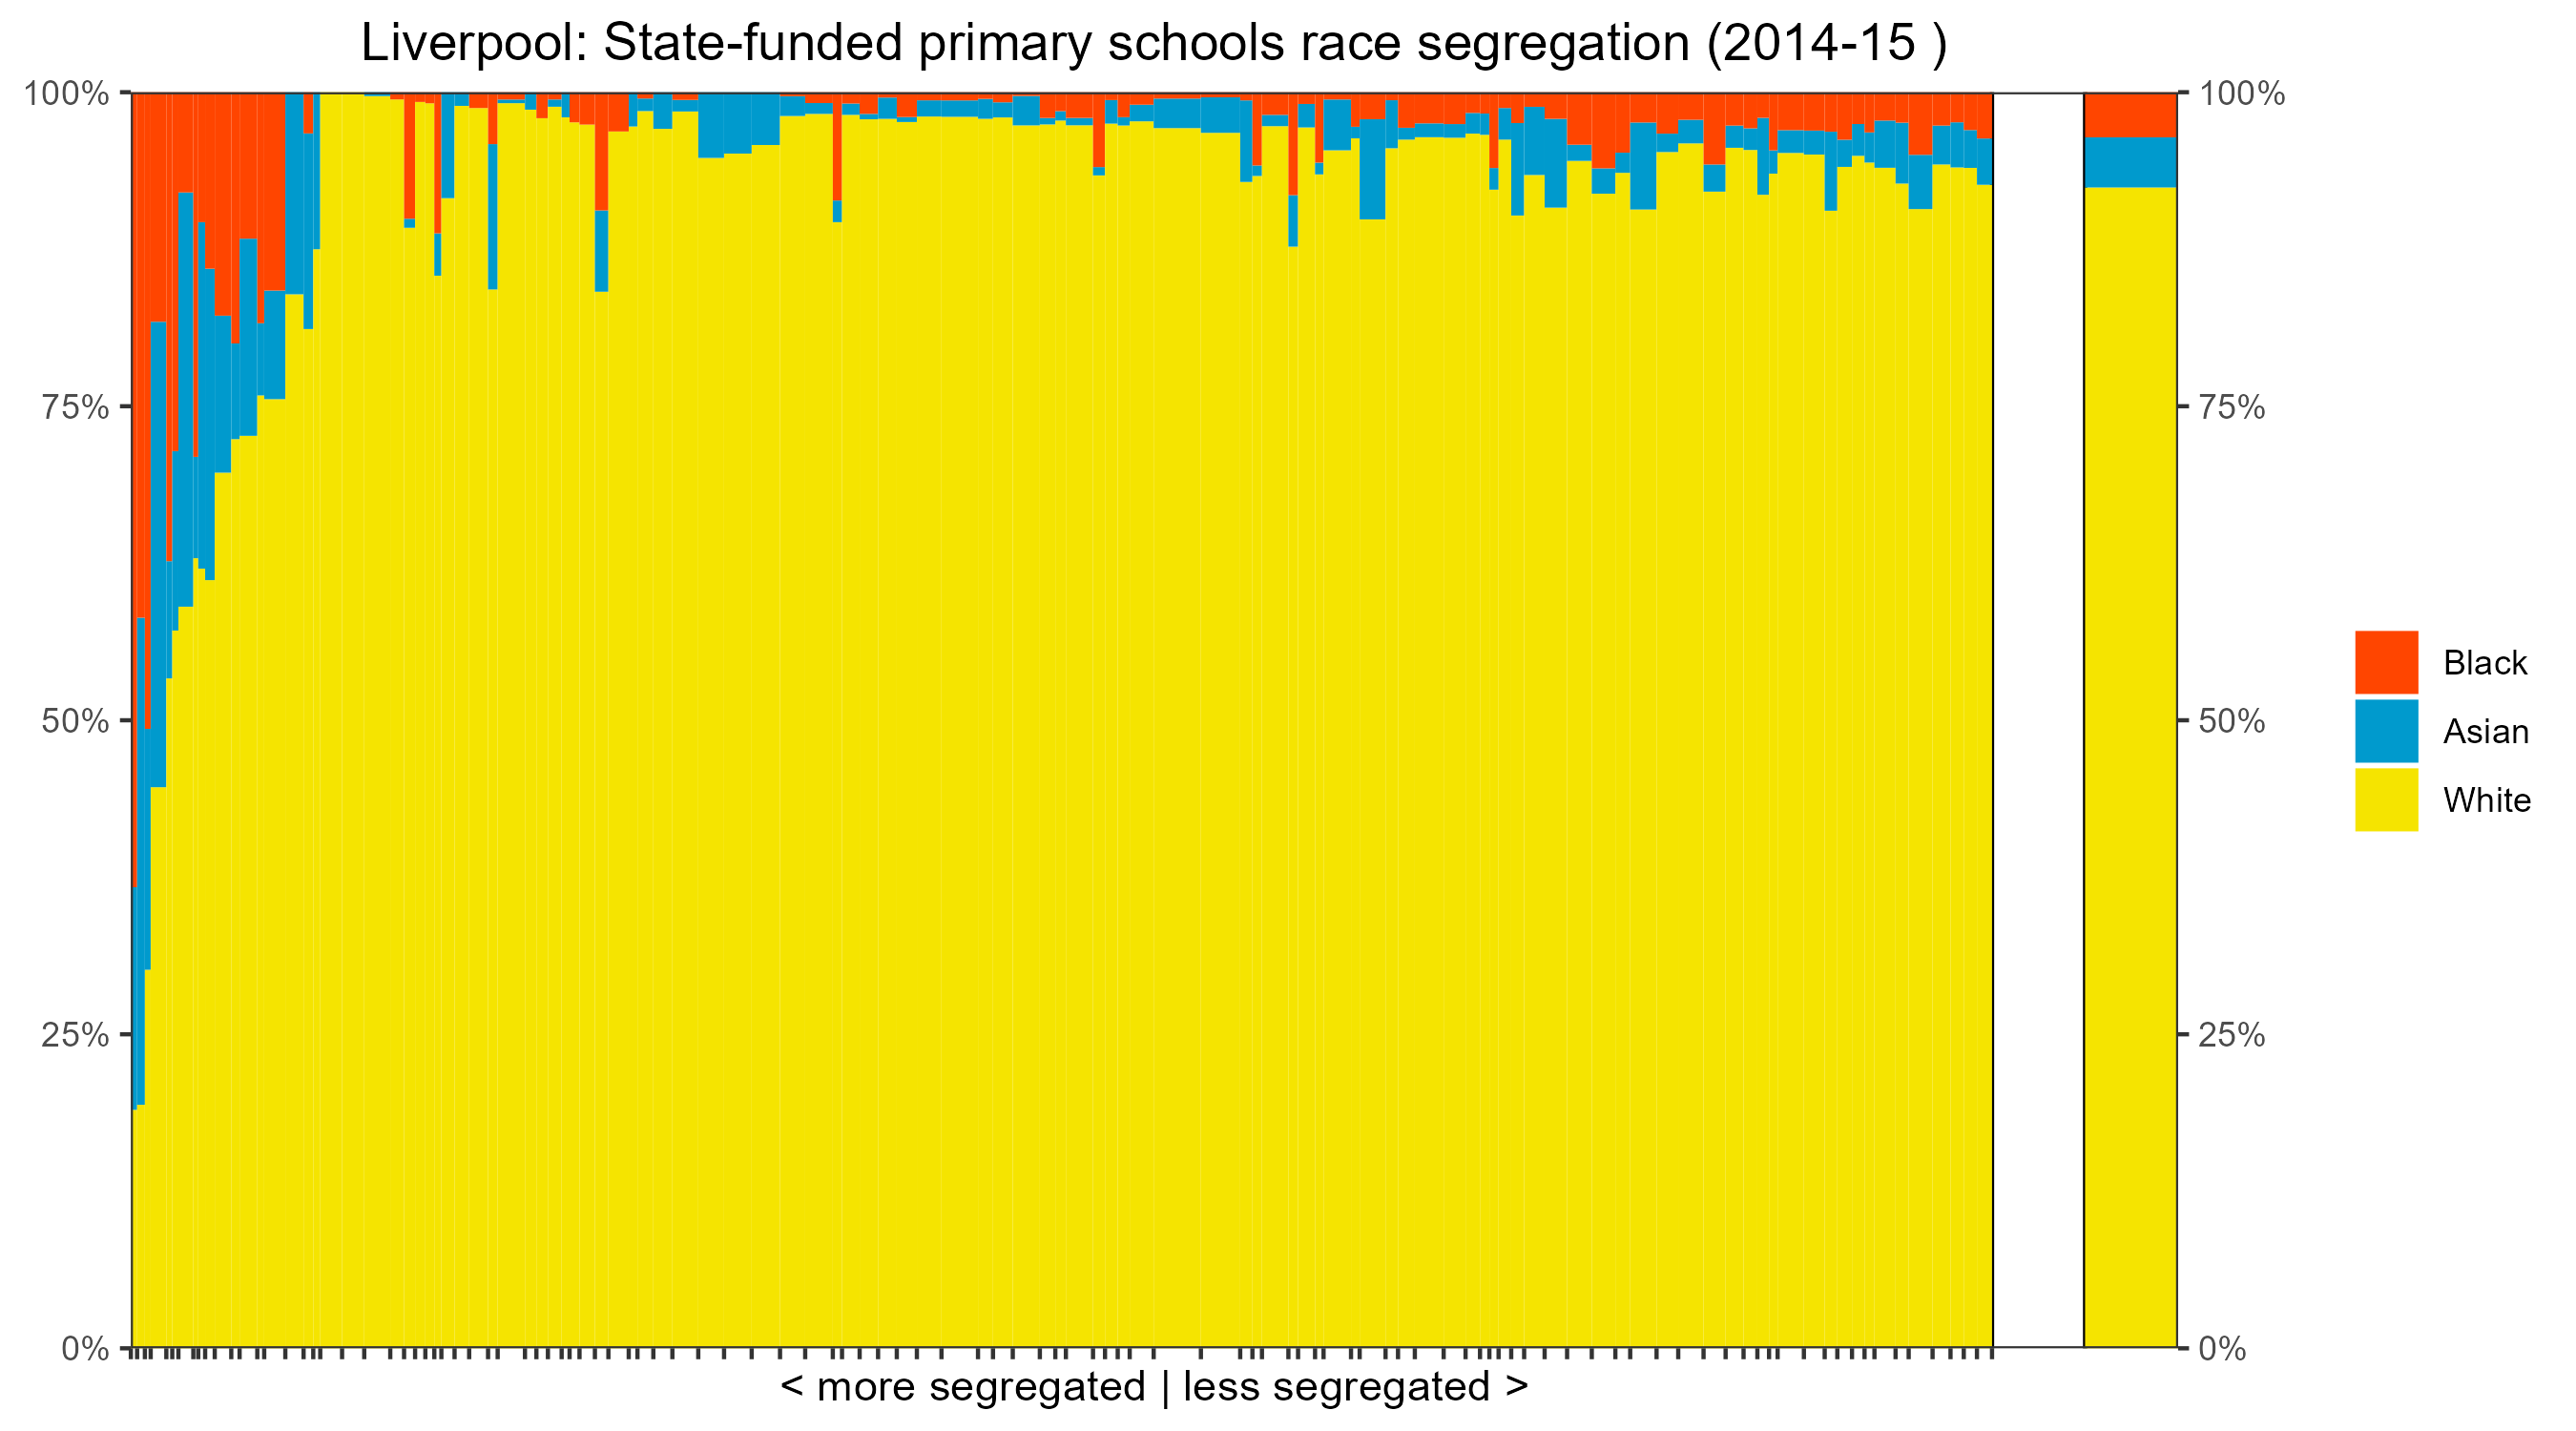 Liverpool: State-funded primary schools race segregation (2014-15 )
100%
75%
50%
25%
0%
100%
75%
50%
25%
0%
Black
Asian
White
< more segregated | less segregated >